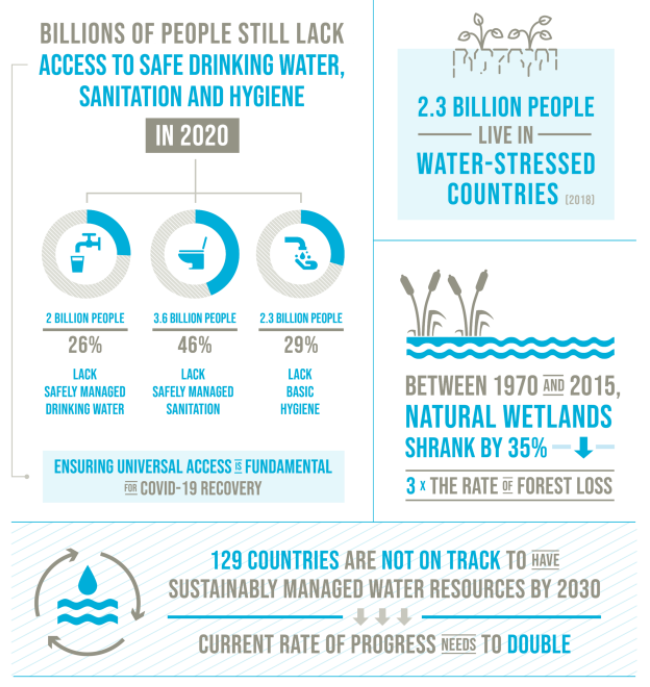 BILLIONS OF PEOPLE STILL LACK
ACCESS TO SAFE DRINKING WATER,
SANITATION AND HYGIENE
IN 2020
2 BILLION PEOPLE
26%
LACK
SAFELY MANAGED
DRINKING WATER
3.6 BILLION PEOPLE
46%
LACK
SAFELY MANAGED
SANITATION
2.3 BILLION PEOPLE
29%
LACK
BASIC
HYGIENE
ENSURING UNIVERSAL ACCESS IS FUNDAMENTAL
FOR COVID-19 RECOVERY
2.3 BILLION PEOPLE
LIVE IN
WATER-STRESSED
COUNTRIES (2018)
BETWEEN 1970 AND 2015,
NATURAL WETLANDS
SHRANK BY 35%
3 x THE RATE OF FOREST LOSS
129 COUNTRIES ARE NOT ON TRACK TO HAVE
SUSTAINABLY MANAGED WATER RESOURCES BY 2030
CURRENT RATE OF PROGRESS NEEDS TO DOUBLE